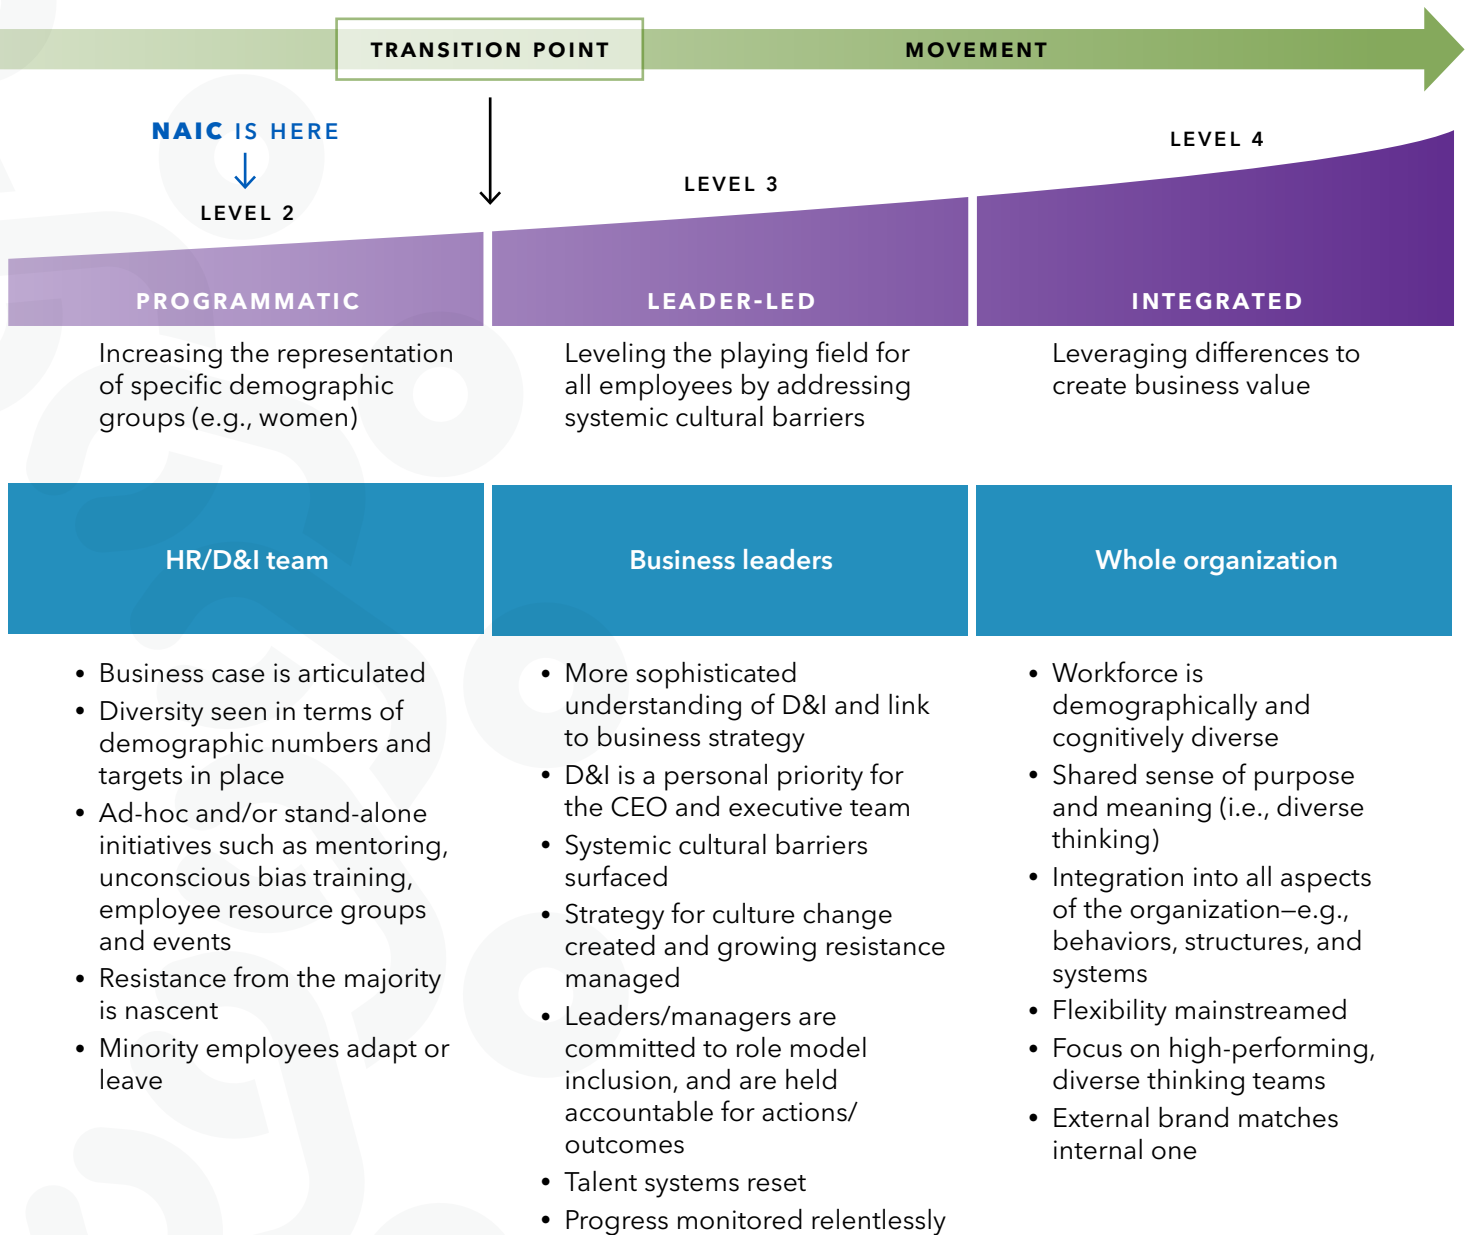 TRANSITION POINT
MOVEMENT
NAIC IS HERE
LEVEL 2
LEVEL 3
LEVEL 4
PROGRAMMATIC
LEADER-LED
INTEGRATED
Increasing the representation
of specific demographic
groups (e.g., women)
Leveling the playing field for
all employees by addressing
systemic cultural barriers
Leveraging differences to
create business value
HR/D&I team
Business leaders
Whole organization
• Business case is articulated
• Diversity seen in terms of
demographic numbers and
targets in place
• Ad-hoc and/or stand-alone
initiatives such as mentoring,
unconscious bias training,
employee resource groups
and events
• Resistance from the majority
is nascent
• Minority employees adapt or
leave
• More sophisticated
understanding of D&I and link
to business strategy
• D&I is a personal priority for
the CEO and executive team
• Systemic cultural barriers
surfaced
• Strategy for culture change
created and growing resistance
managed
• Leaders/managers are
committed to role model
inclusion, and are held
accountable for actions/
outcomes
• Talent systems reset
• Progress monitored relentlessly
• Workforce is
demographically and
cognitively diverse
• Shared sense of purpose
and meaning (i.e., diverse
thinking)
• Integration into all aspects
of the organization—e.g.,
behaviors, structures, and
systems
• Flexibility mainstreamed
• Focus on high-performing,
diverse thinking teams
• External brand matches
internal one